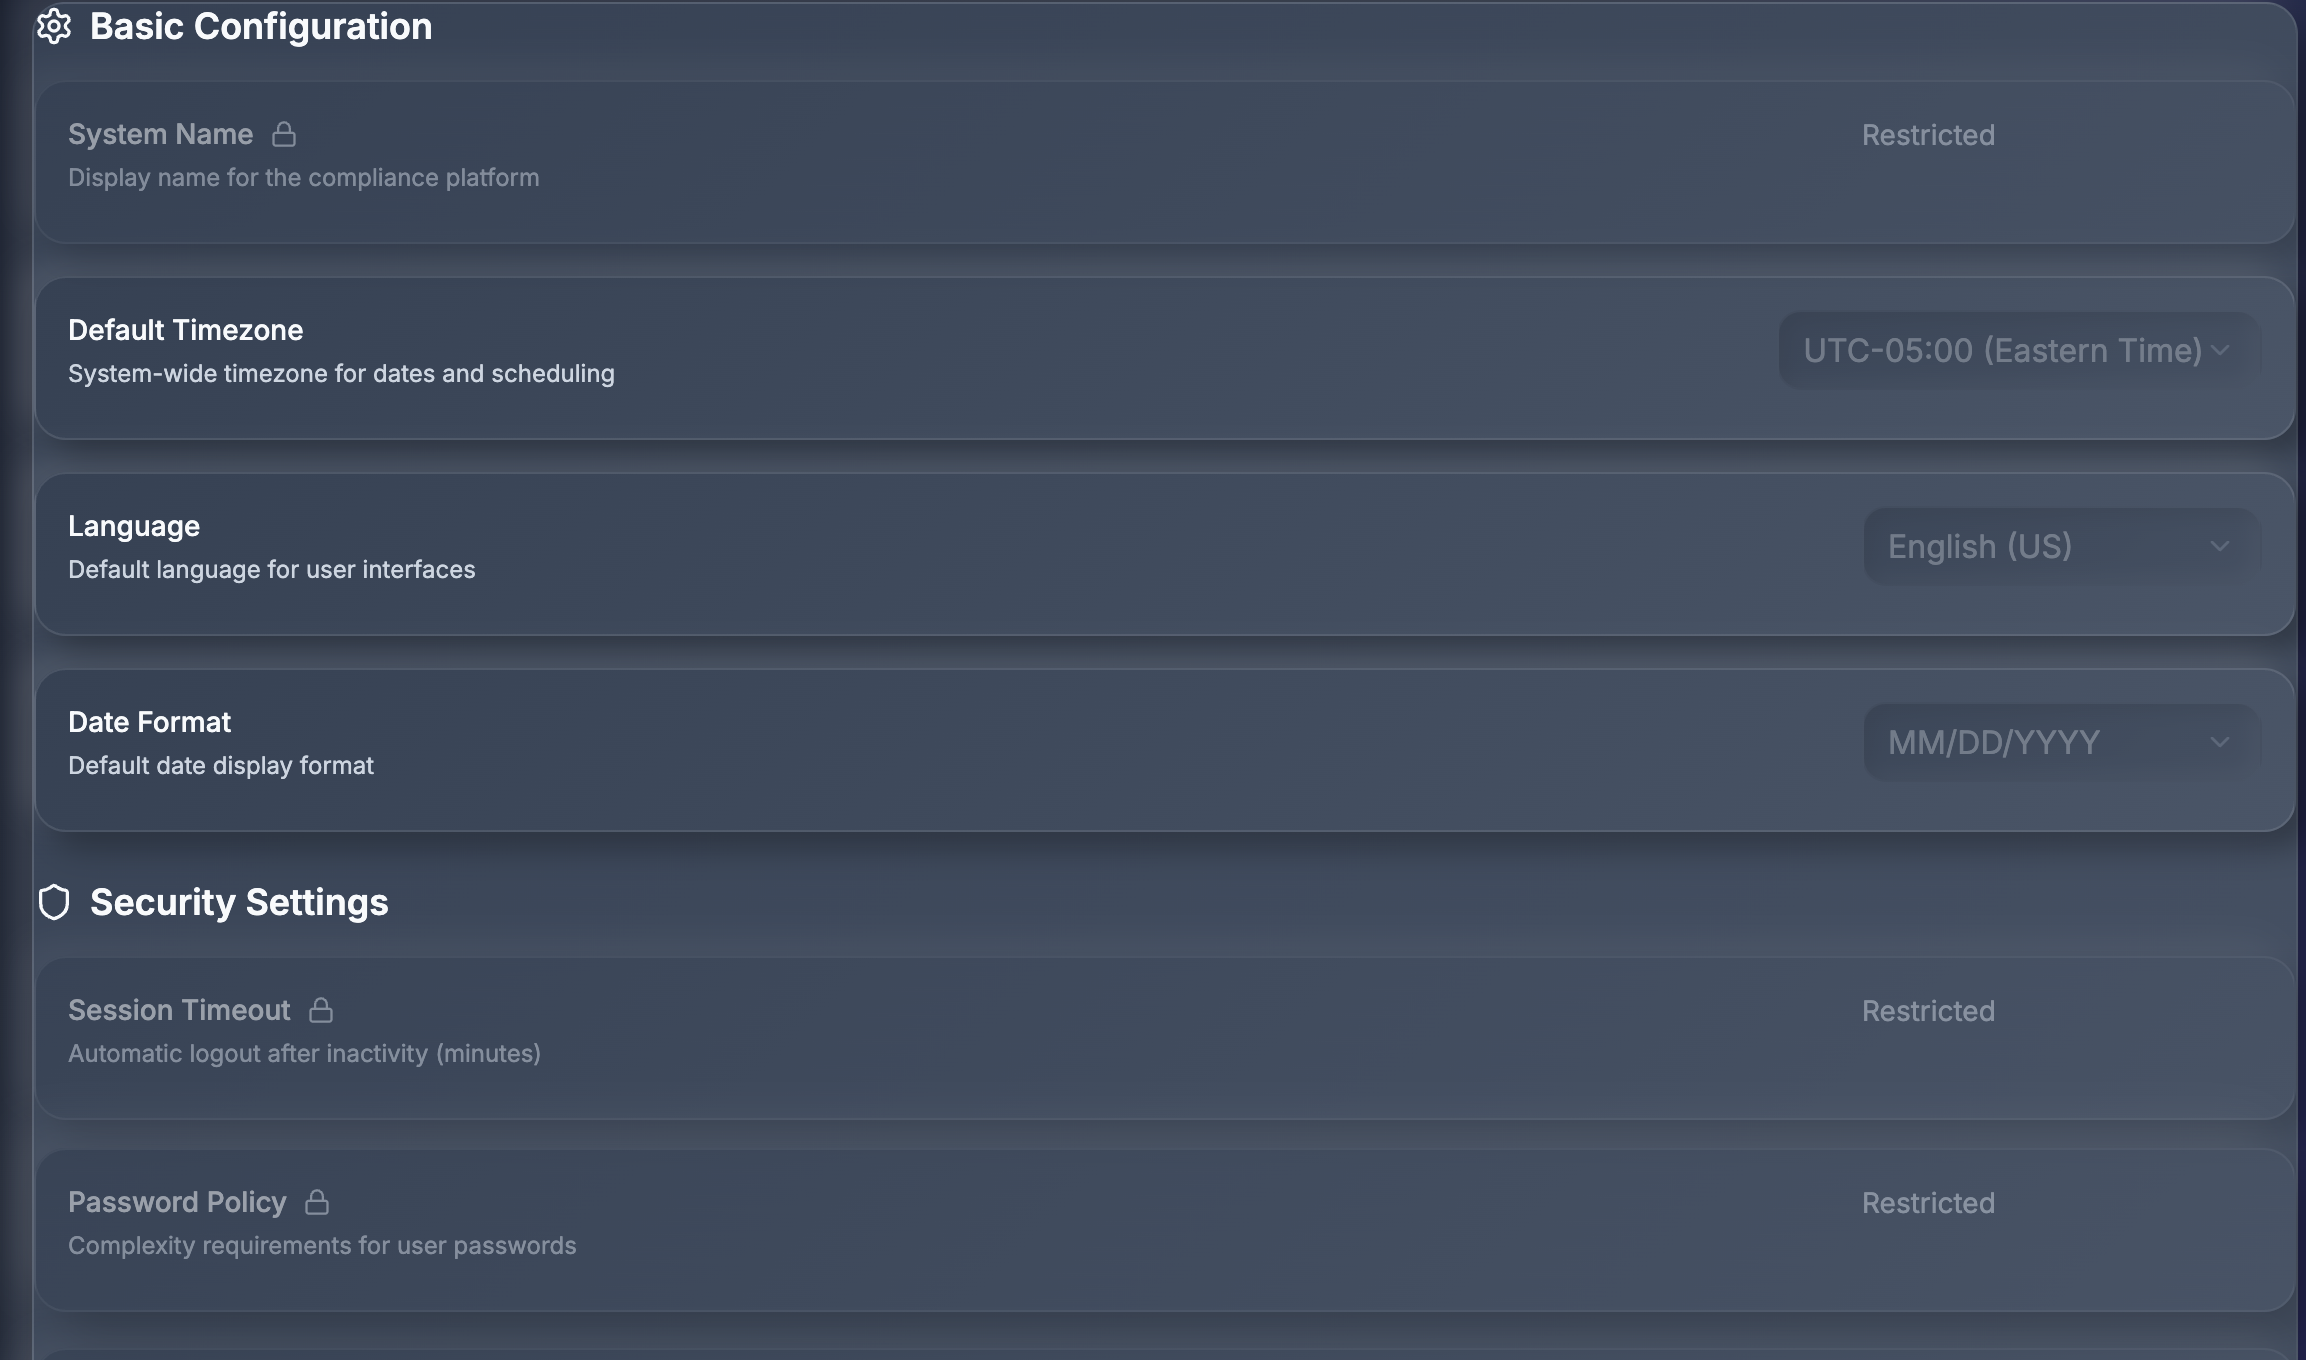 Basic Configuration
System Name
Restricted
Display name for the compliance platform
Default Timezone
UTC-05:00 (Eastern Time)
System-wide timezone for dates and scheduling
Language
English (US)
Default language for user interfaces
Date Format
MM/DD/YYYY
Default date display format
Security Settings
Session Timeout
Restricted
Automatic logout after inactivity (minutes)
Password Policy
Restricted
Complexity requirements for user passwords